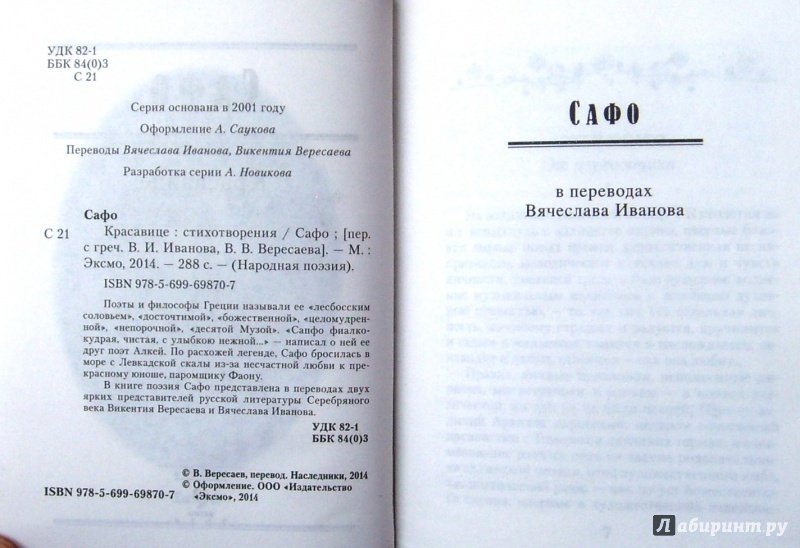 УДК 82-1
ББК 84(0)3
С 21
Серия основана в 2001 году
Оформление А. Саукова
Переводы Вячеслава Иванова, Викентия Вересаева
Разработка серии А. Новикова
Сафо
С 21 Красавице : стихотворения / Сафо ; [пер.
с греч. В. И. Иванова, В. В. Вересаева]. — М. :
Эксмо, 2014. — 288 с. — (Народная поэзия).
ISBN 978-5-699-69870-7
Поэты и философы Греции называли ее «лесбосским
соловьем», «досточтимой», «божественной», «целомудрен-
ной», «непорочной», «десятой Музой». «Сапфо фиалко-
кудрая, чистая, с улыбкою нежной...» — написал о ней ее
друг поэт Алкей. По расхожей легенде, Сафо бросилась в
море с Левкадской скалы из-за несчастной любви к пре-
красному юноше, паромщику Фаону.
В книге поэзия Сафо представлена в переводах двух
ярких представителей русской литературы Серебряного
века Викентия Вересаева и Вячеслава Иванова.
УДК 82-1
ББК 84(0)3
© В. Вересаев, перевод. Наследники, 2014
© Оформление. ООО «Издательство
«Эксмо», 2014
ISBN 978-5-699-69870-7
САФО
в переводах
Вячеслава Иванова
Лабиринт.ру